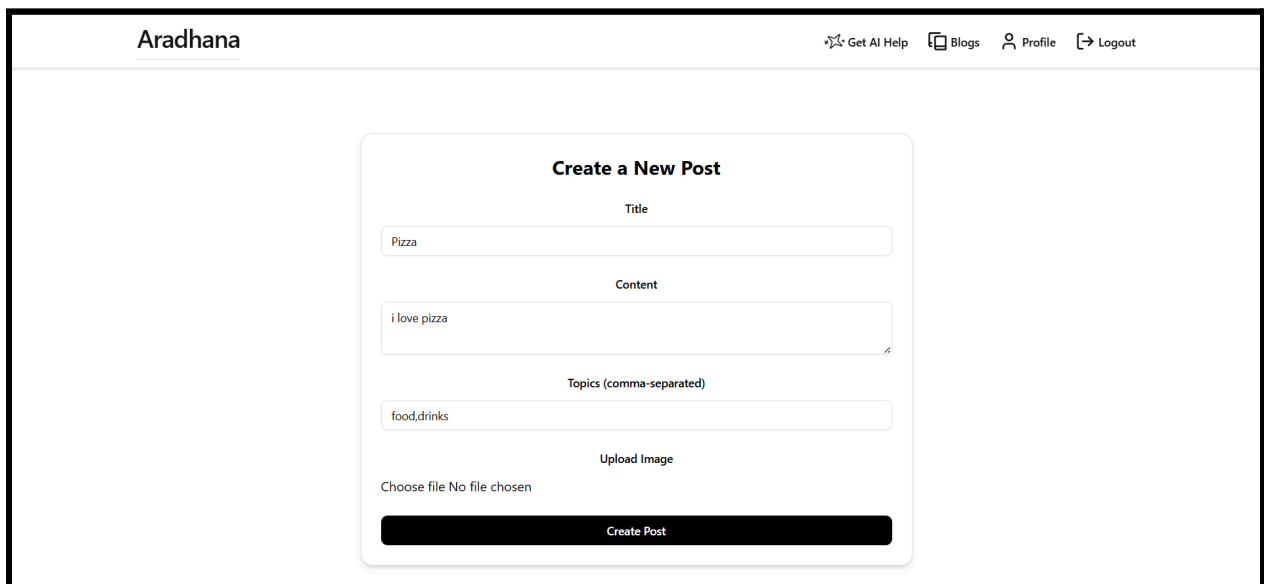 Aradhana
Get AI Help Blogs Profile Logout
Create a New Post
Title
Pizza
Content
i love pizza
Topics (comma-separated)
food,drinks
Upload Image
Choose file No file chosen
Create Post